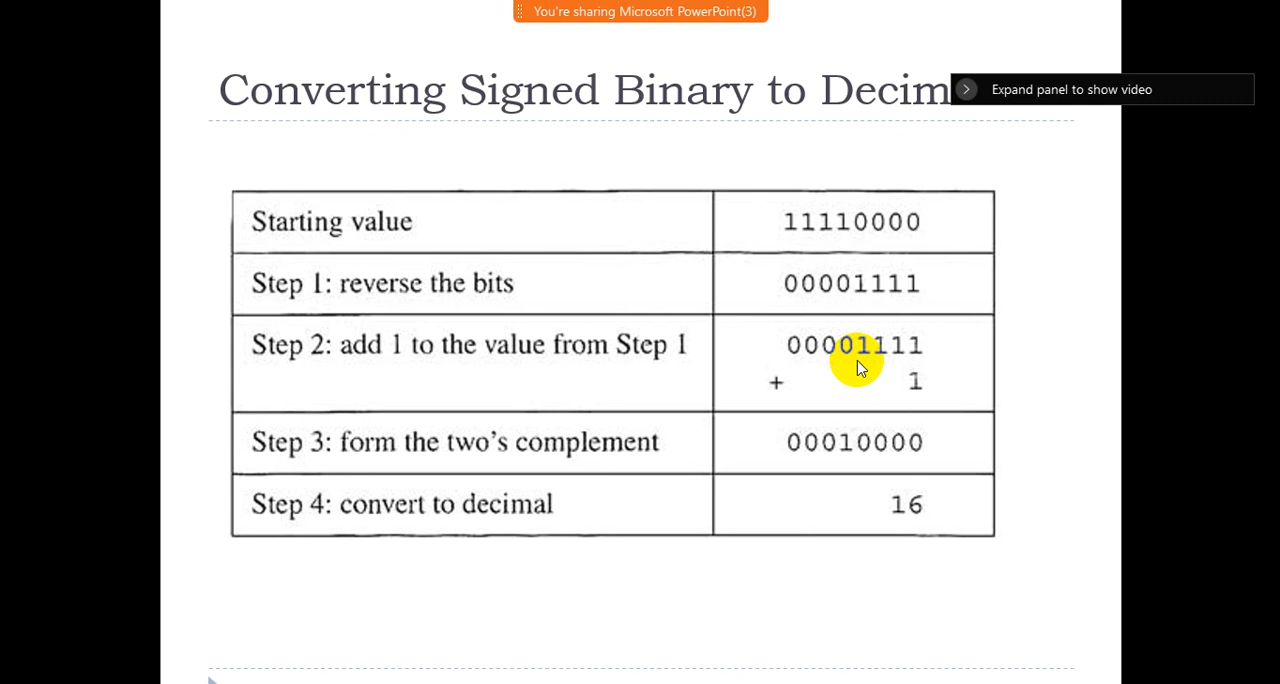 You're sharing Microsoft PowerPoint(3)
Converting Signed Binary to Decim
Expand panel to show video
Starting value 11110000
Step 1: reverse the bits 00001111
Step 2: add 1 to the value from Step 1 00001111
+ 1
Step 3: form the two's complement 00010000
Step 4: convert to decimal 16